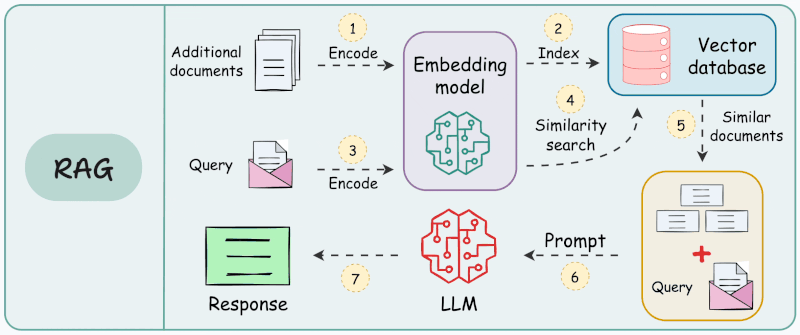 RAG
Additional
documents
1
Encode
Embedding
model
2
Index
Vector
database
Query
3
Encode
4
Similarity
search
5
Similar
documents
Query
Prompt
6
LLM
7
Response